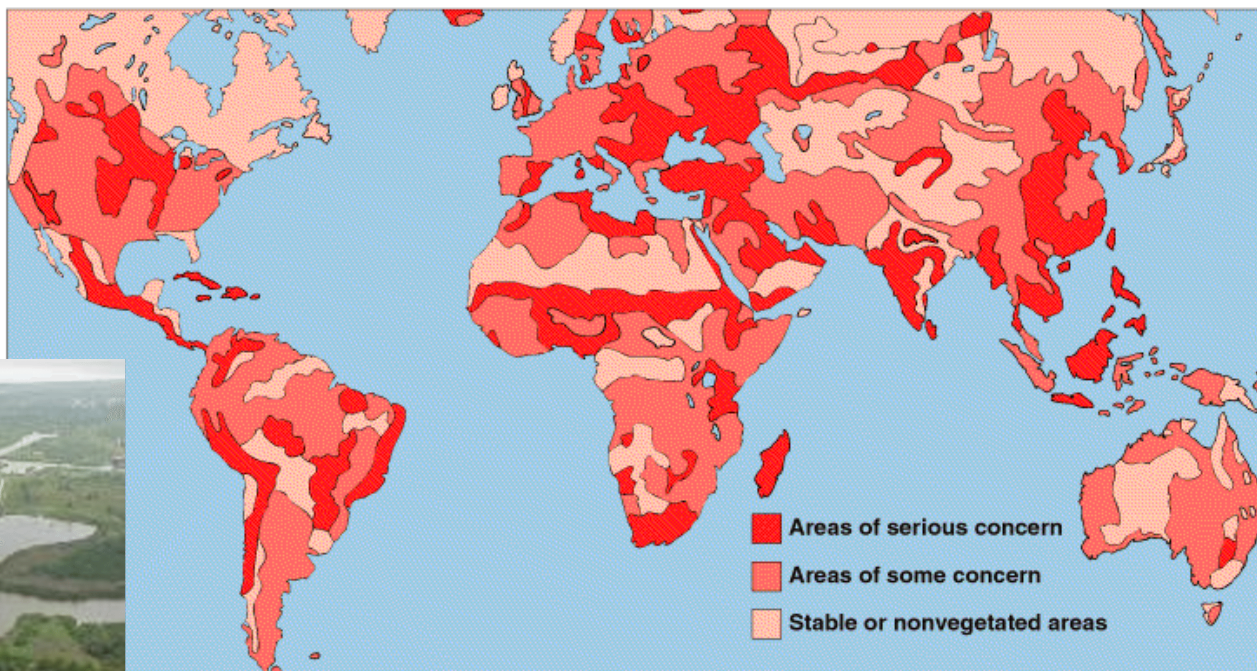 Areas of serious concern
Areas of some concern
Stable or nonvegetated areas